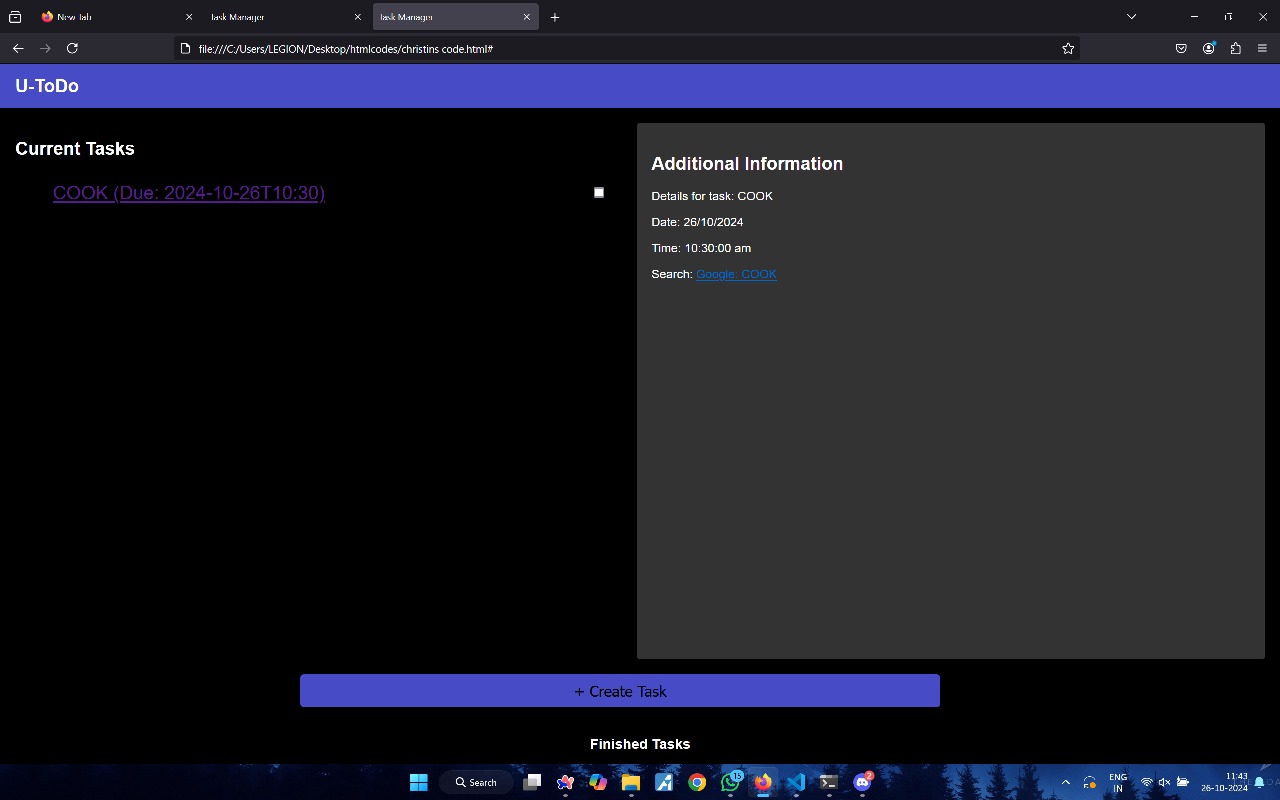 New Tab
Task Manager
Task Manager
file:///C:/Users/LEGION/Desktop/htmlcodes/christins code.html#
U-ToDo
Current Tasks
COOK (Due: 2024-10-26T10:30)
Additional Information
Details for task: COOK
Date: 26/10/2024
Time: 10:30:00 am
Search: Google: COOK
+ Create Task
Finished Tasks
Search
15
2
ENG
IN
11:43
26-10-2024